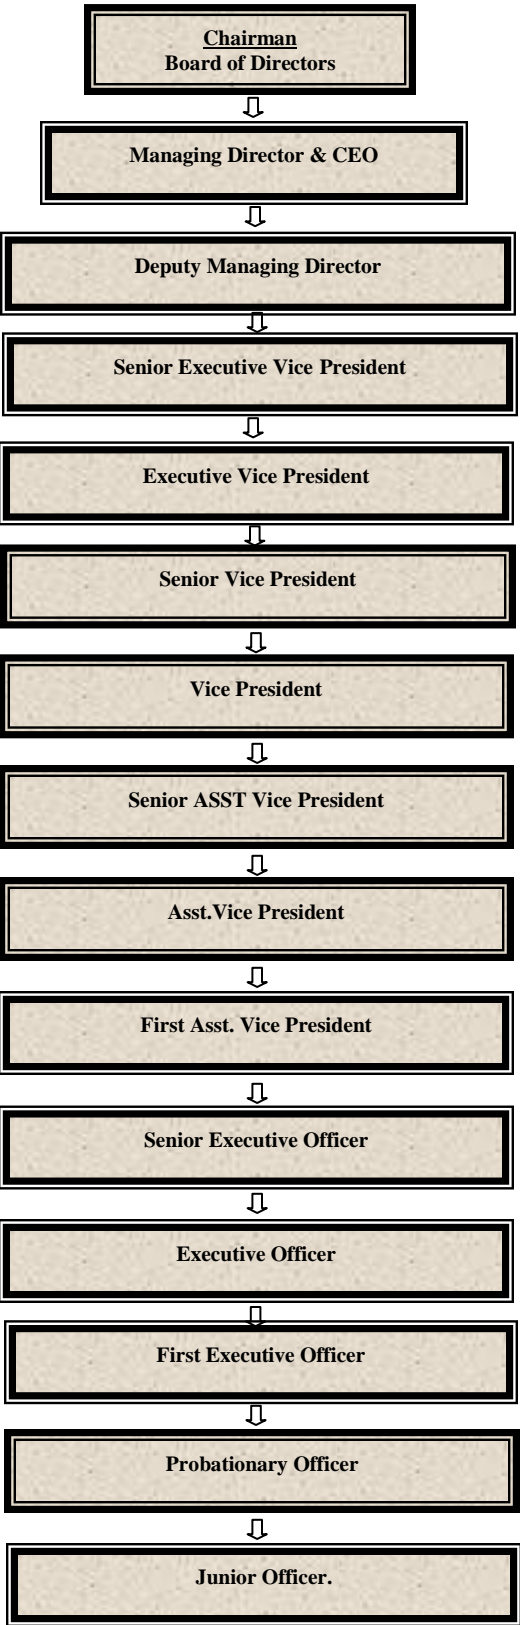 Chairman
Board of Directors
Managing Director & CEO
Deputy Managing Director
Senior Executive Vice President
Executive Vice President
Senior Vice President
Vice President
Senior ASST Vice President
Asst.Vice President
First Asst. Vice President
Senior Executive Officer
Executive Officer
First Executive Officer
Probationary Officer
Junior Officer.